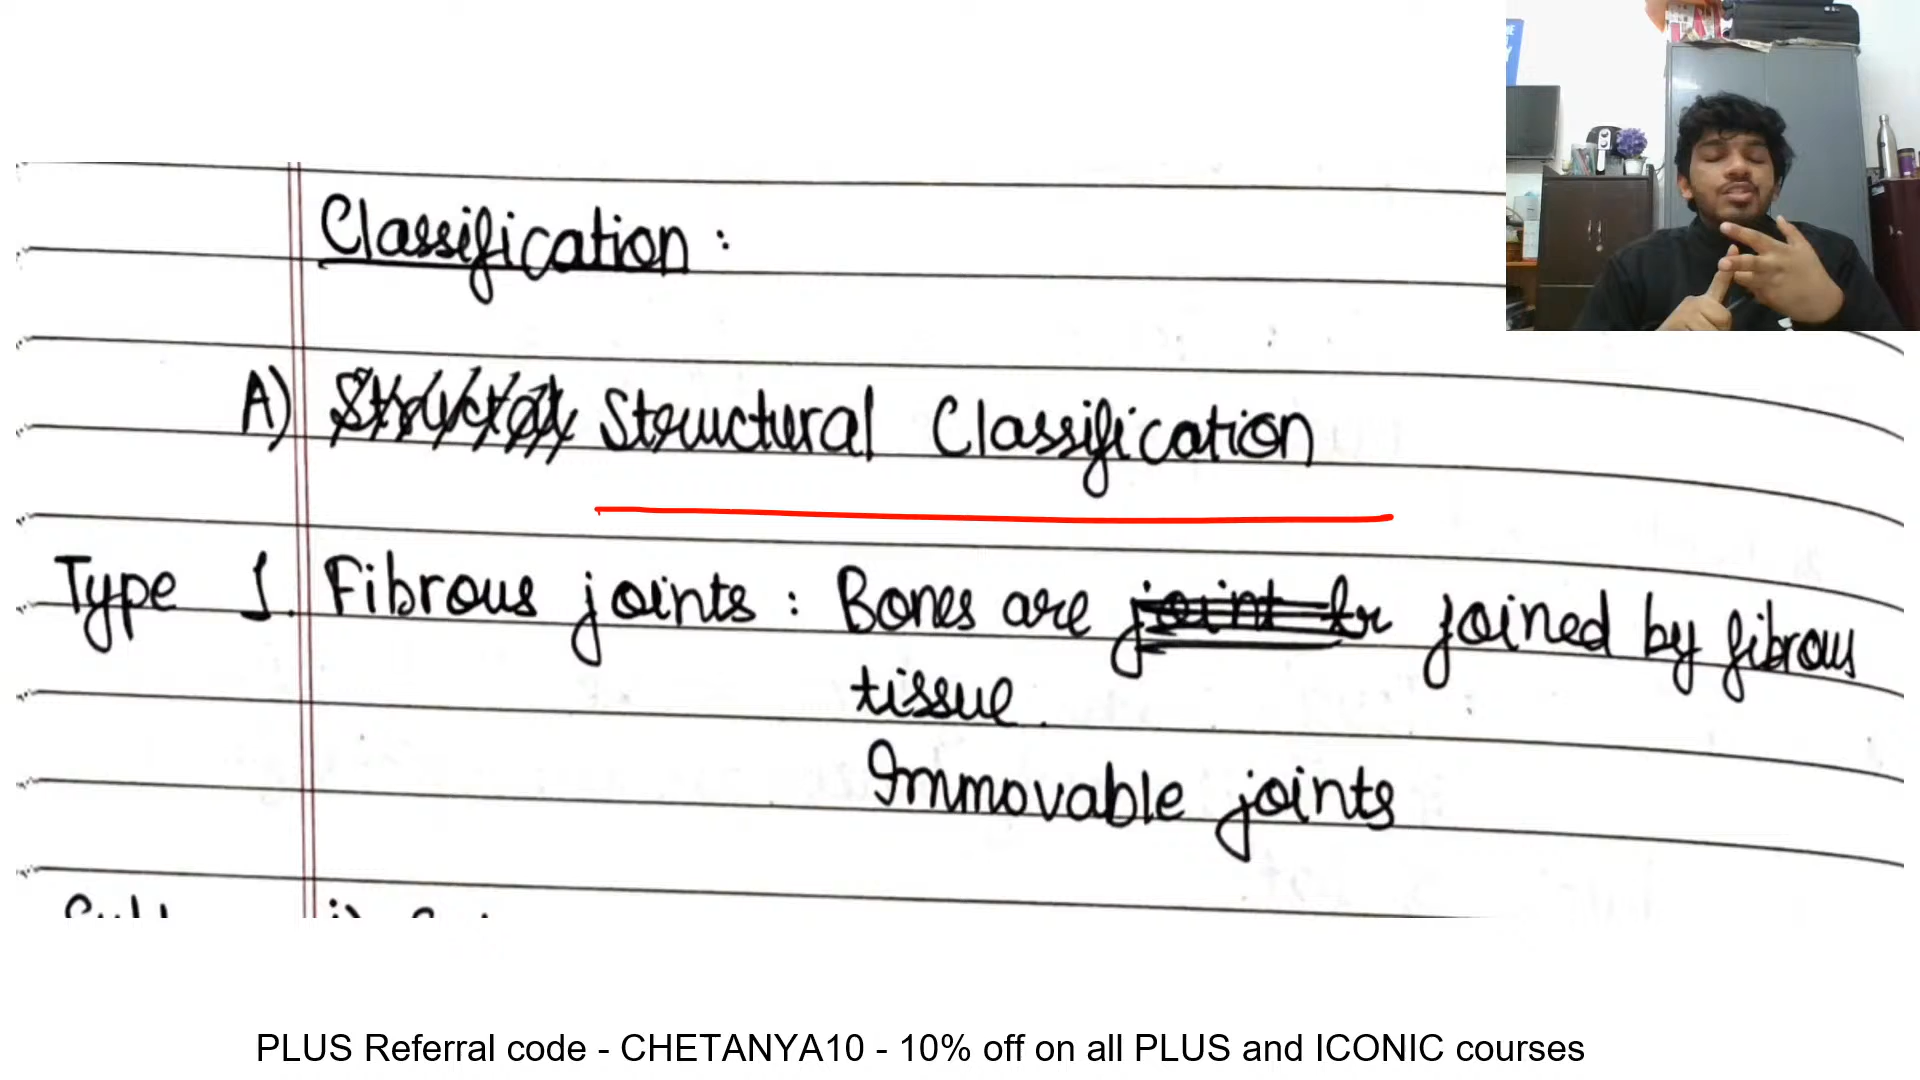 Classification :
A) Structural Classification
Type 1. Fibrous joints : Bones are joined by fibrous
tissue.
Immovable joints
PLUS Referral code - CHETANYA10 - 10% off on all PLUS and ICONIC courses